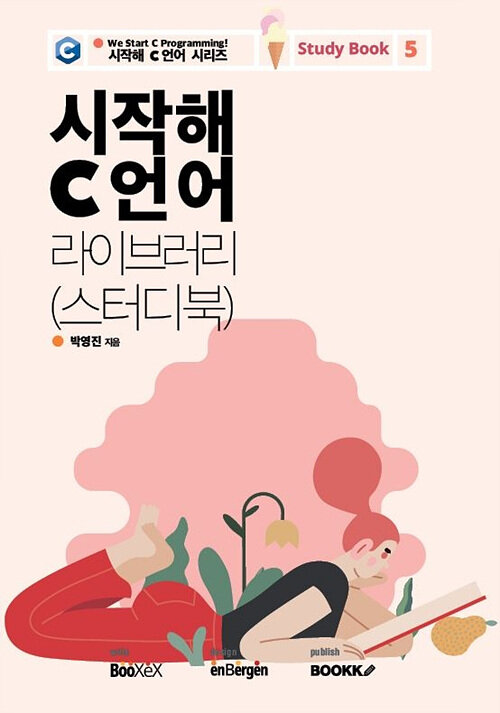 We Start C Programming!
시작해 C 언어 시리즈
Study Book 5
시작해
C 언어
라이브러리
(스터디북)
박영진 지음
design
publish
BooXeX
enBergen
BOOKK